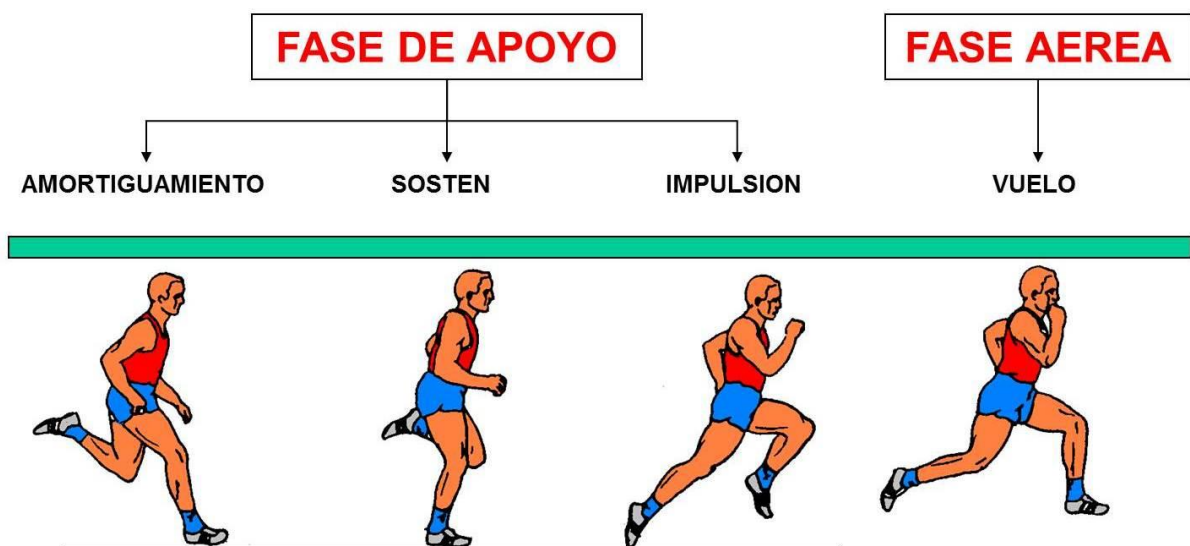 FASE DE APOYO
FASE AEREA
AMORTIGUAMIENTO
SOSTEN
IMPULSION
VUELO